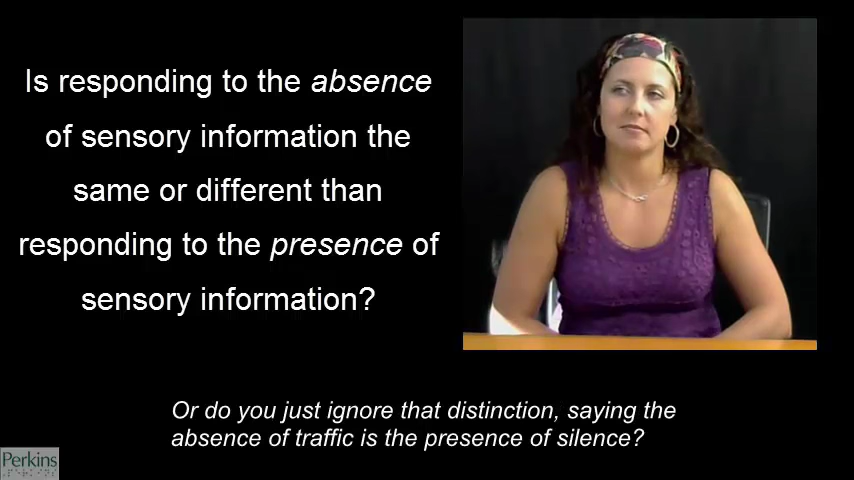 Is responding to the absence
of sensory information the
same or different than
responding to the presence of
sensory information?
Or do you just ignore that distinction, saying the
absence of traffic is the presence of silence?
Perkins